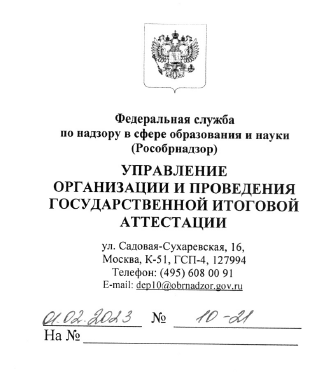 Федеральная служба
по надзору в сфере образования и науки
(Рособрнадзор)
УПРАВЛЕНИЕ
ОРГАНИЗАЦИИ И ПРОВЕДЕНИЯ
ГОСУДАРСТВЕННОЙ ИТОГОВОЙ
АТТЕСТАЦИИ
ул. Садовая-Сухаревская, 16,
Москва, К-51, ГСП-4, 127994
Телефон: (495) 608 00 91
E-mail: dep10@obrnadzor.gov.ru
01.02.2023 № 10-21
На №